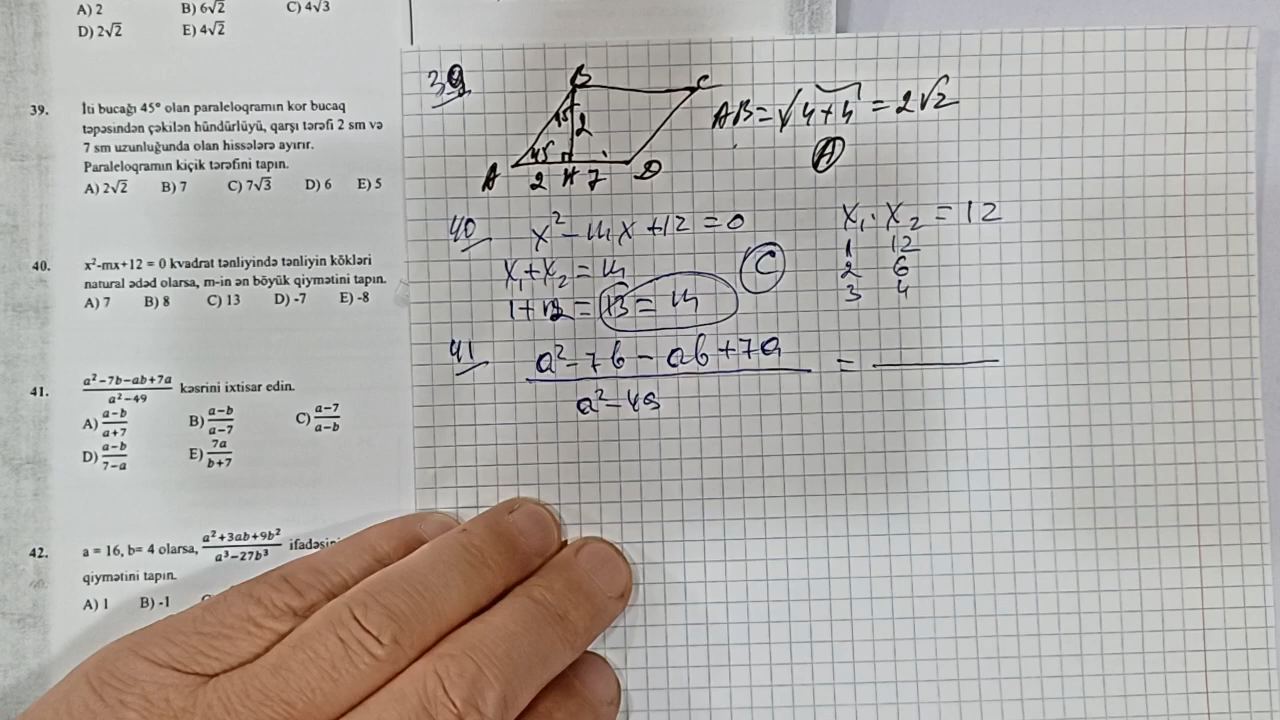 A) 2 B) 6√2 C) 4√3
D) 2√2 E) 4√2
39. İti bucağı 45° olan paraleloqramın kor bucaq
təpəsindən çəkilən hündürlüyü, qarşı tərəfi 2 sm və
7 sm uzunluğunda olan hissələrə ayırır.
Paraleloqramın kiçik tərəfini tapın.
A) 2√2 B) 7 C) 7√3 D) 6 E) 5
40. x²-mx+12 = 0 kvadrat tənliyində tənliyin kökləri
natural ədəd olarsa, m-in ən böyük qiymətini tapın.
A) 7 B) 8 C) 13 D) -7 E) -8
41. (a²-7b-ab+7a)/(a²-49) kəsrini ixtisar edin.
A) (a-b)/(a+7) B) (a-b)/(a-7) C) (a-7)/(a-b)
D) (a-b)/(7-a) E) 7a/(b+7)
42. a = 16, b= 4 olarsa, (a²+3ab+9b²)/(a³-27b³)
qiymətini tapın.
A) 1 B) -1
39
B C
45 2
45
A 2 H 7 D
AB = √4+4 = 2√2
A
40 x² - mx + 12 = 0
x₁ + x₂ = m
1 + 12 = 13 = m
C
x₁ · x₂ = 12
1 12
2 6
3 4
41 (a² - 7b - ab + 7a)/(a² - 49) =